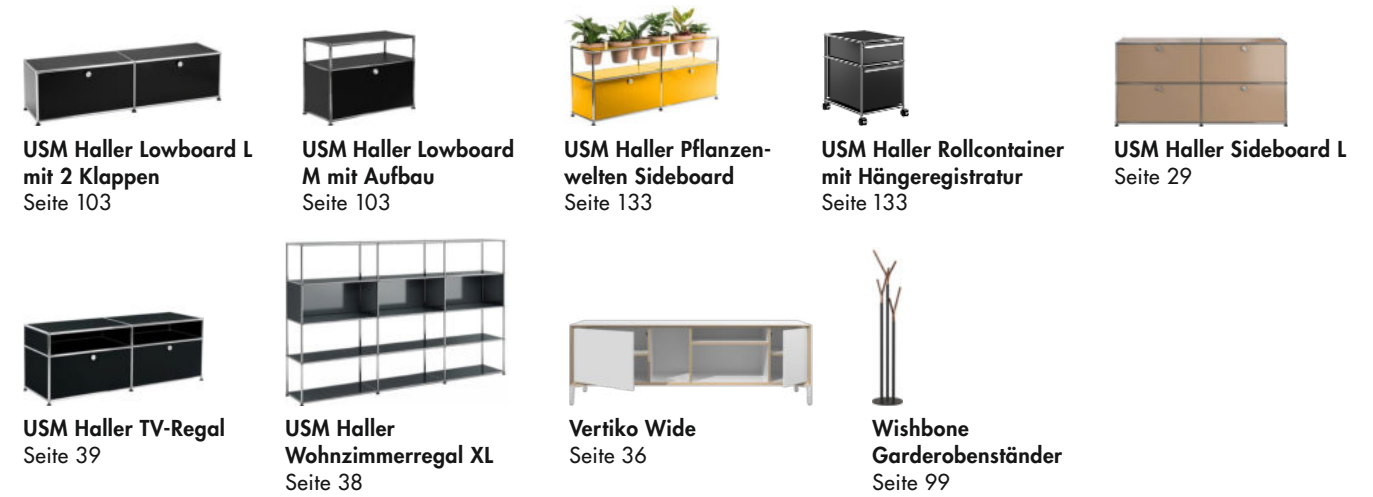 USM Haller Lowboard L
mit 2 Klappen
Seite 103
USM Haller Lowboard
M mit Aufbau
Seite 103
USM Haller Pflanzen-
welten Sideboard
Seite 133
USM Haller Rollcontainer
mit Hängeregistratur
Seite 133
USM Haller Sideboard L
Seite 29
USM Haller TV-Regal
Seite 39
USM Haller
Wohnzimmerregal XL
Seite 38
Vertiko Wide
Seite 36
Wishbone
Garderobenständer
Seite 99